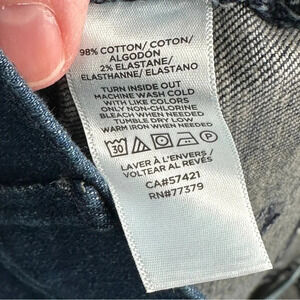 98% COTTON/ COTON/
ALGODÓN
2% ELASTANE/
ELASTHANNE/ ELASTANO
TURN INSIDE OUT
MACHINE WASH COLD
WITH LIKE COLORS
ONLY NON-CHLORINE
BLEACH WHEN NEEDED
TUMBLE DRY LOW
WARM IRON WHEN NEEDED
30 P
LAVER À L'ENVERS /
VOLTEAR AL REVÉS
CA#57421
RN#77379